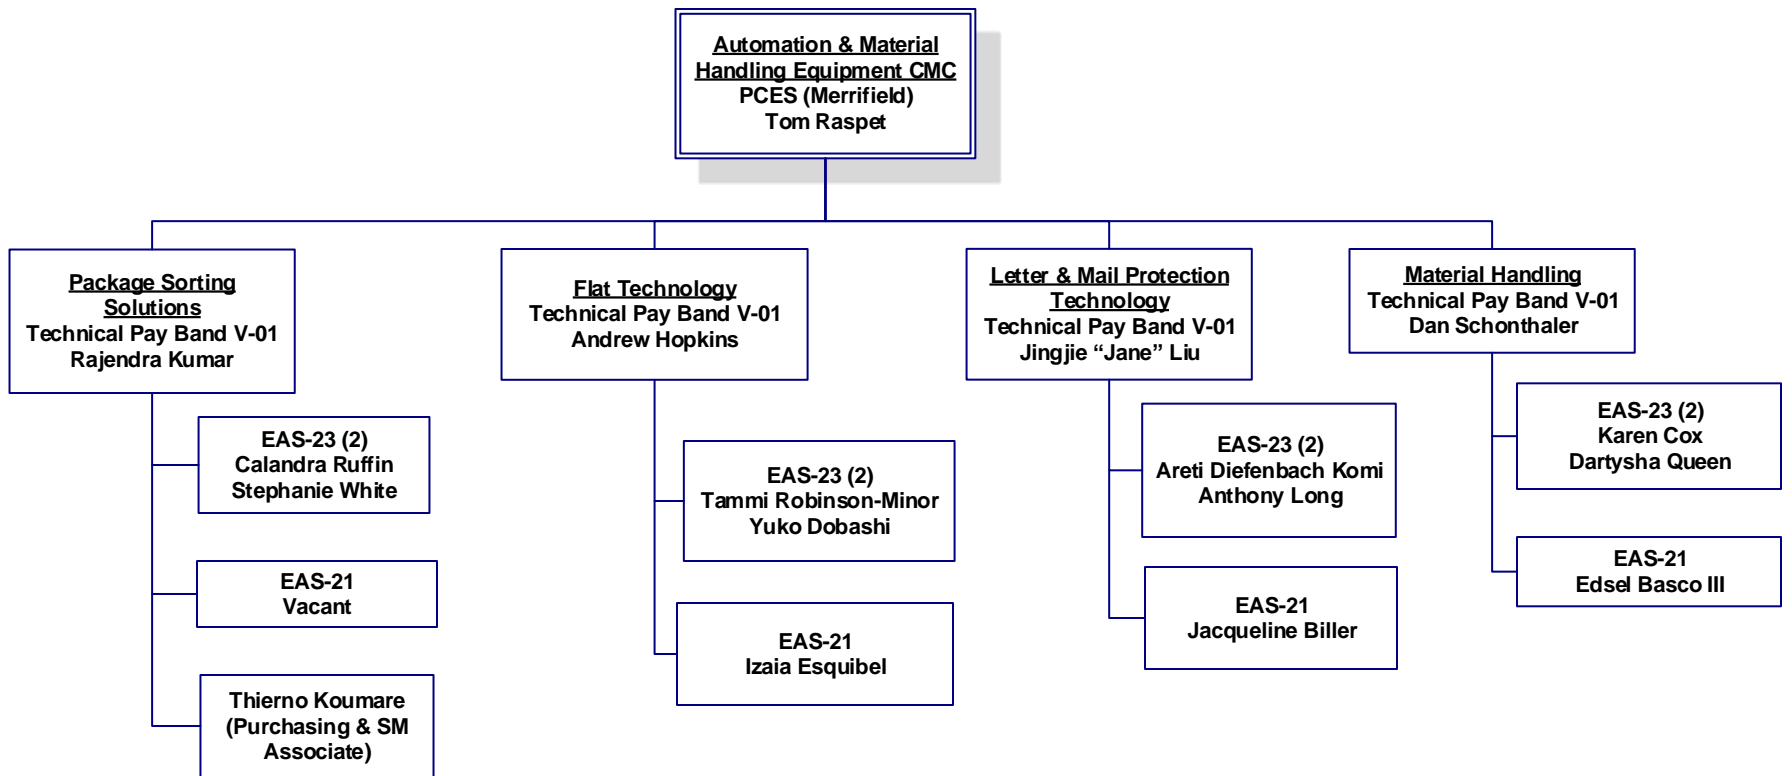 Automation & Material
Handling Equipment CMC
PCES (Merrifield)
Tom Raspet
Package Sorting
Solutions
Technical Pay Band V-01
Rajendra Kumar
EAS-23 (2)
Calandra Ruffin
Stephanie White
EAS-21
Vacant
Thierno Koumare
(Purchasing & SM
Associate)
Flat Technology
Technical Pay Band V-01
Andrew Hopkins
EAS-23 (2)
Tammi Robinson-Minor
Yuko Dobashi
EAS-21
Izaia Esquibel
Letter & Mail Protection
Technology
Technical Pay Band V-01
Jingjie “Jane” Liu
EAS-23 (2)
Areti Diefenbach Komi
Anthony Long
EAS-21
Jacqueline Biller
Material Handling
Technical Pay Band V-01
Dan Schonthaler
EAS-23 (2)
Karen Cox
Dartysha Queen
EAS-21
Edsel Basco III